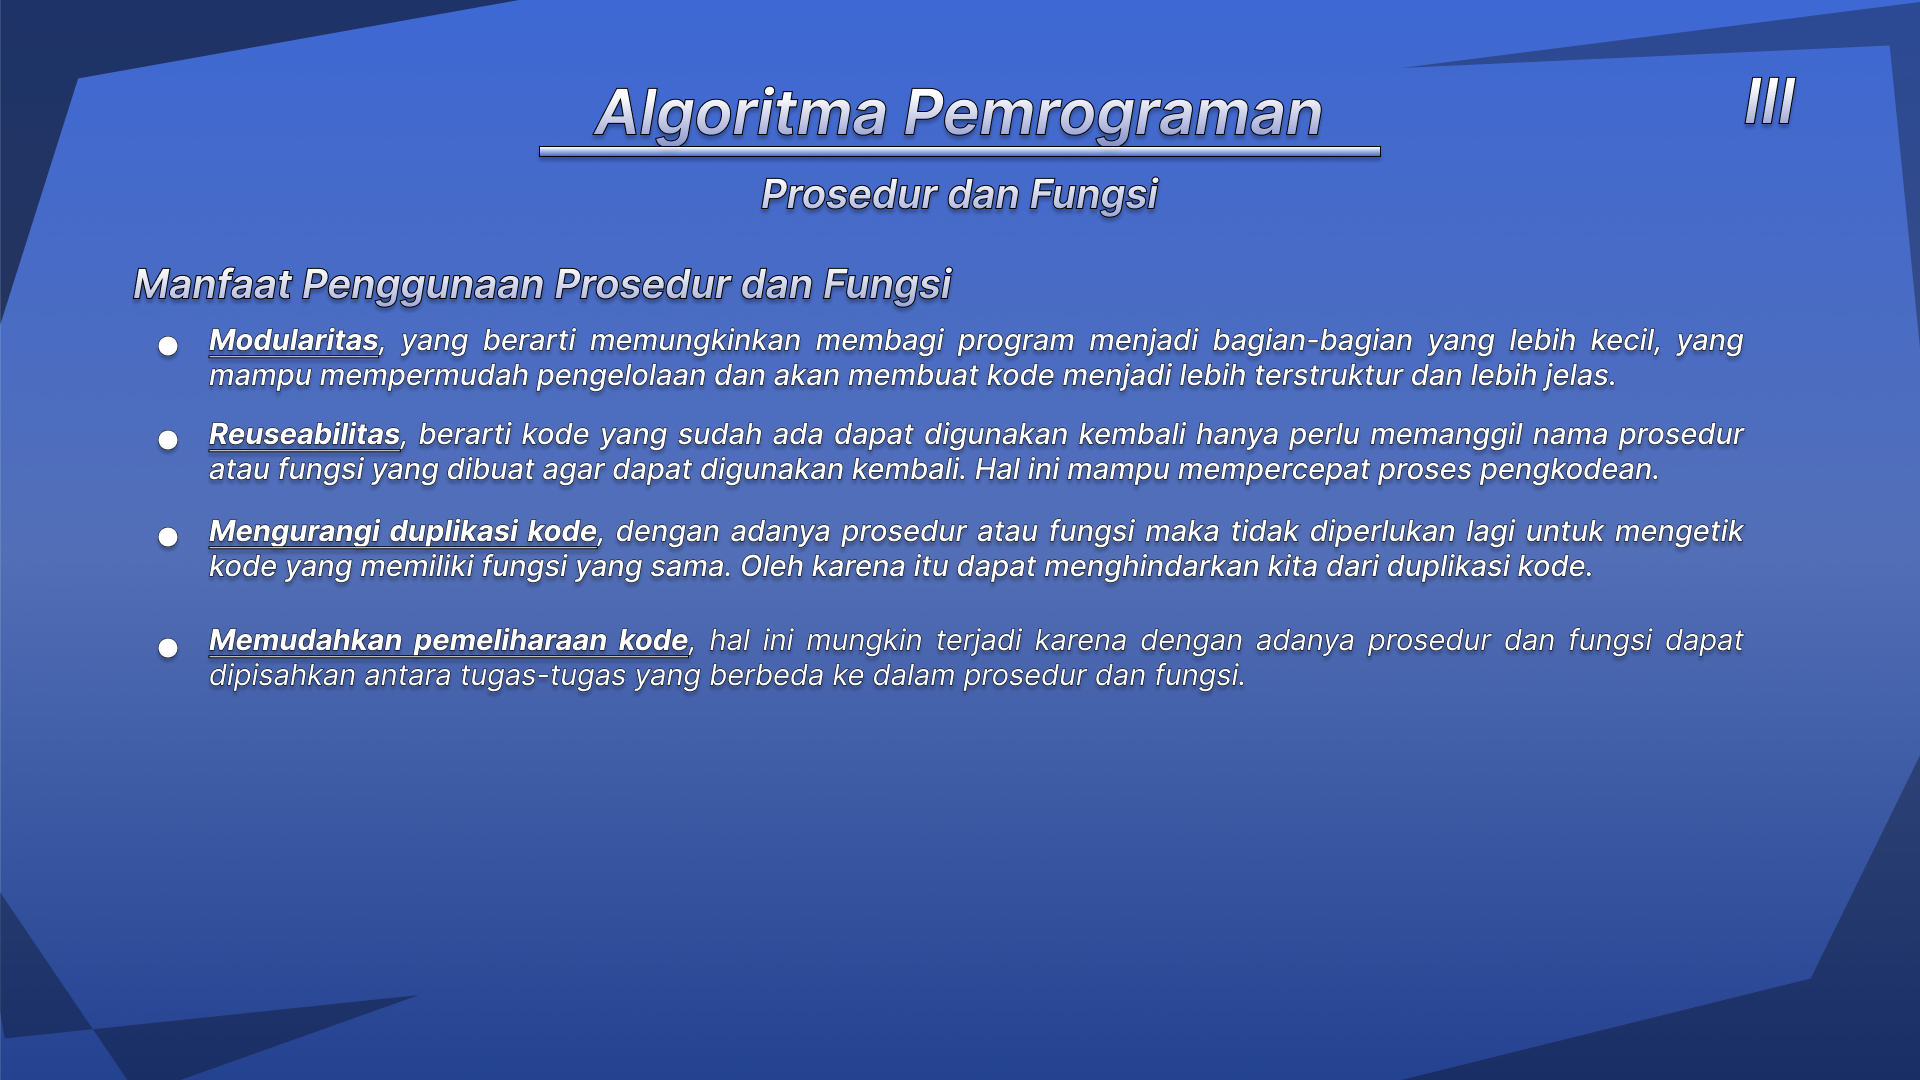 Algoritma Pemrograman
III
Prosedur dan Fungsi
Manfaat Penggunaan Prosedur dan Fungsi
● Modularitas, yang berarti memungkinkan membagi program menjadi bagian-bagian yang lebih kecil, yang
mampu mempermudah pengelolaan dan akan membuat kode menjadi lebih terstruktur dan lebih jelas.
● Reuseabilitas, berarti kode yang sudah ada dapat digunakan kembali hanya perlu memanggil nama prosedur
atau fungsi yang dibuat agar dapat digunakan kembali. Hal ini mampu mempercepat proses pengkodean.
● Mengurangi duplikasi kode, dengan adanya prosedur atau fungsi maka tidak diperlukan lagi untuk mengetik
kode yang memiliki fungsi yang sama. Oleh karena itu dapat menghindarkan kita dari duplikasi kode.
● Memudahkan pemeliharaan kode, hal ini mungkin terjadi karena dengan adanya prosedur dan fungsi dapat
dipisahkan antara tugas-tugas yang berbeda ke dalam prosedur dan fungsi.